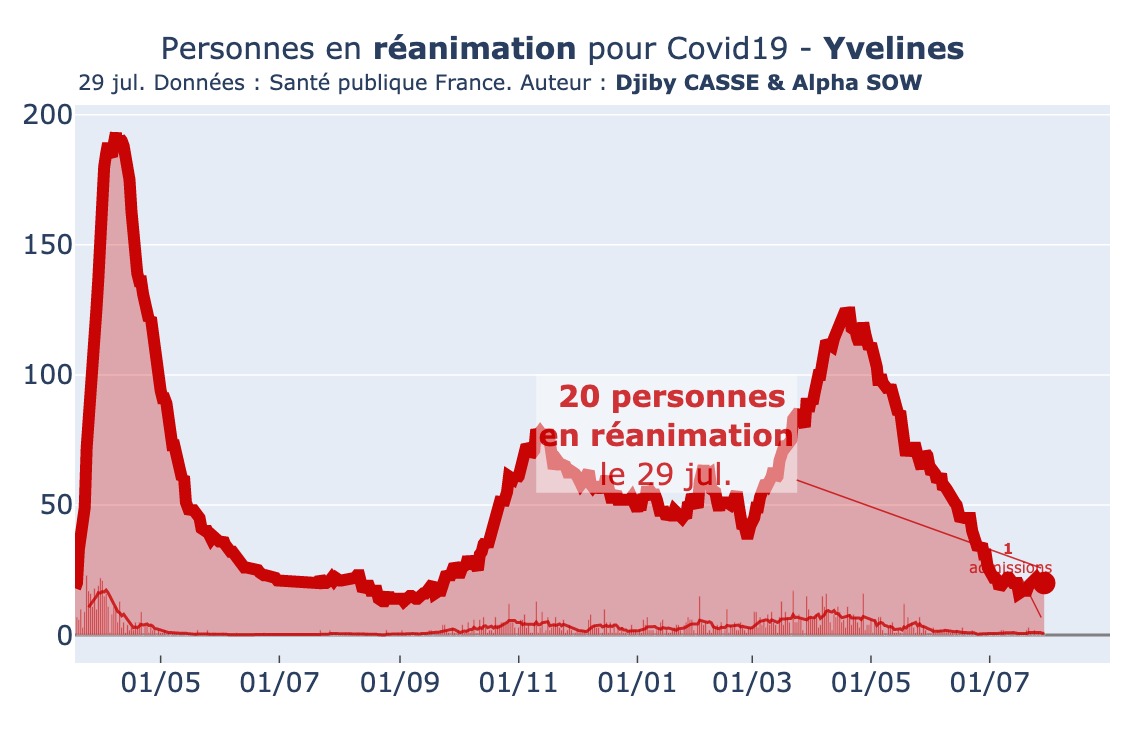 Personnes en réanimation pour Covid19 - Yvelines
29 jul. Données : Santé publique France. Auteur : Djiby CASSE & Alpha SOW
200
150
100
50
0
20 personnes
en réanimation
le 29 jul.
1
admissions
01/05 01/07 01/09 01/11 01/01 01/03 01/05 01/07